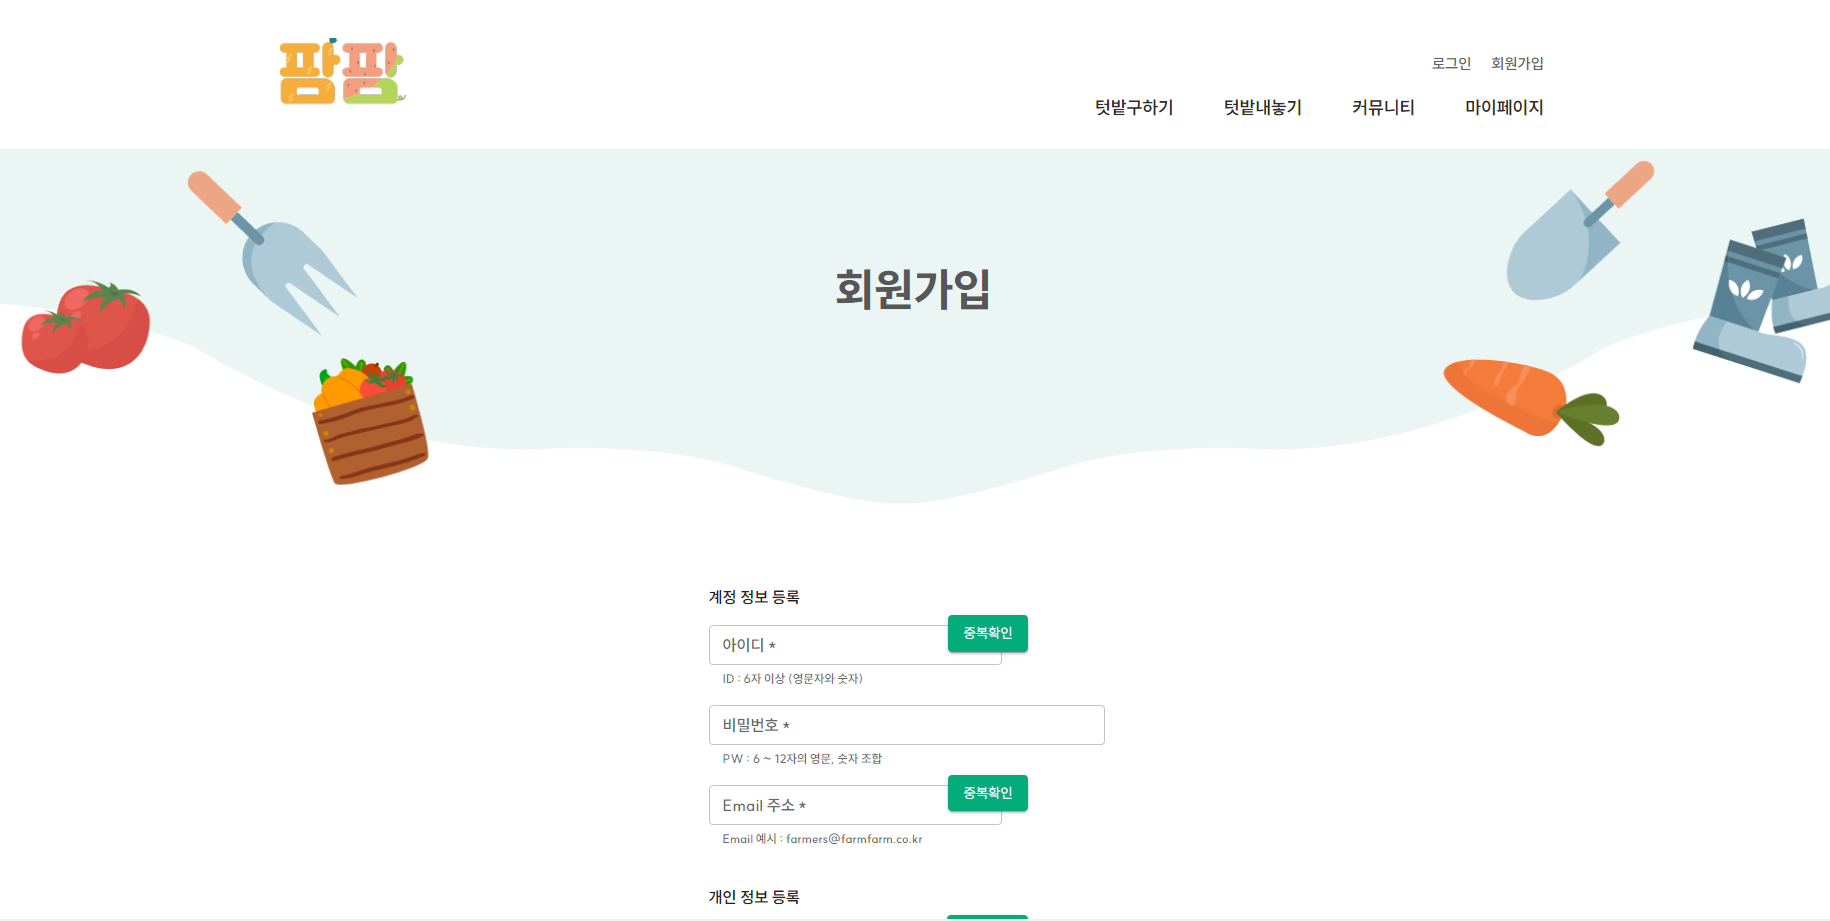 팜팜
로그인 회원가입
텃밭구하기 텃밭내놓기 커뮤니티 마이페이지
회원가입
계정 정보 등록
아이디 *
중복확인
ID : 6자 이상 (영문자와 숫자)
비밀번호 *
PW : 6 ~ 12자의 영문, 숫자 조합
Email 주소 *
중복확인
Email 예시 : farmers@farmfarm.co.kr
개인 정보 등록